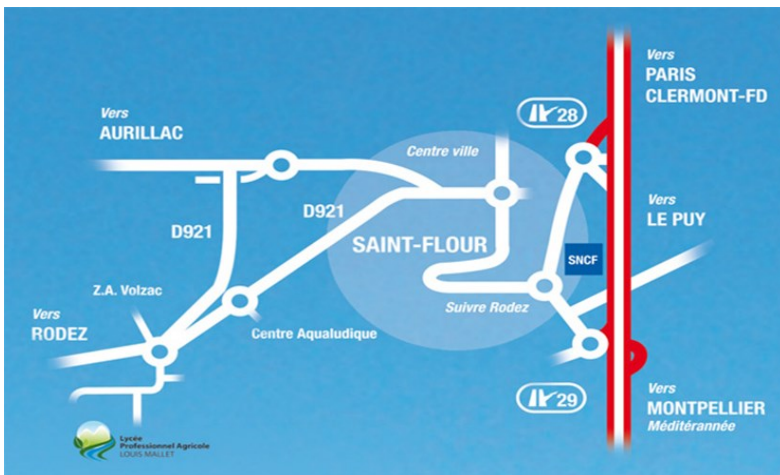 Vers
PARIS
CLERMONT-FD
28
Vers
AURILLAC
Centre ville
Vers
LE PUY
D921
D921
SAINT-FLOUR
SNCF
Z.A. Volzac
Vers
RODEZ
Suivre Rodez
Centre Aqualudique
29
Vers
MONTPELLIER
Méditérannée
Lycée
Professionnel Agricole
LOUIS MALLET